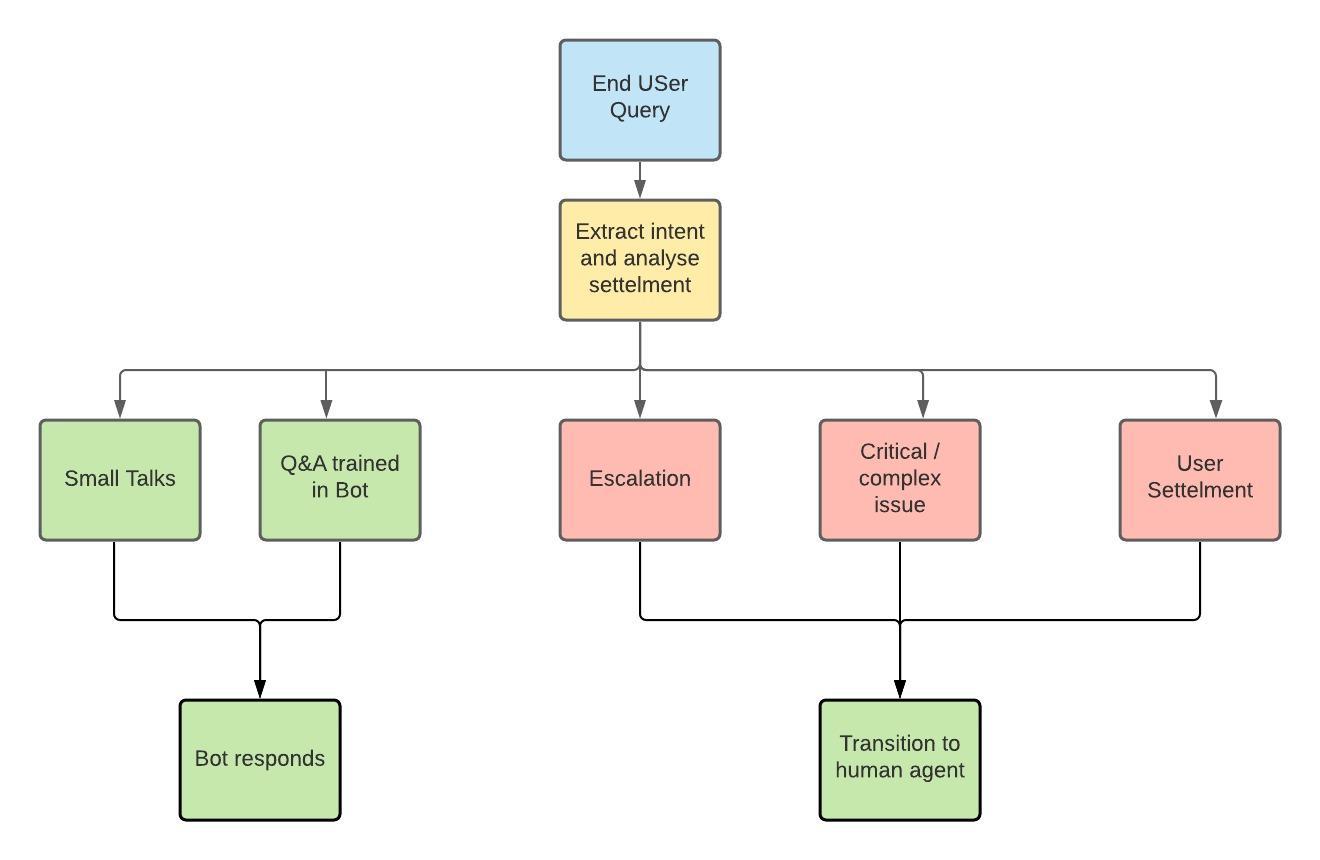 End USer
Query
Extract intent
and analyse
settelment
Small Talks
Q&A trained
in Bot
Escalation
Critical /
complex
issue
User
Settelment
Bot responds
Transition to
human agent